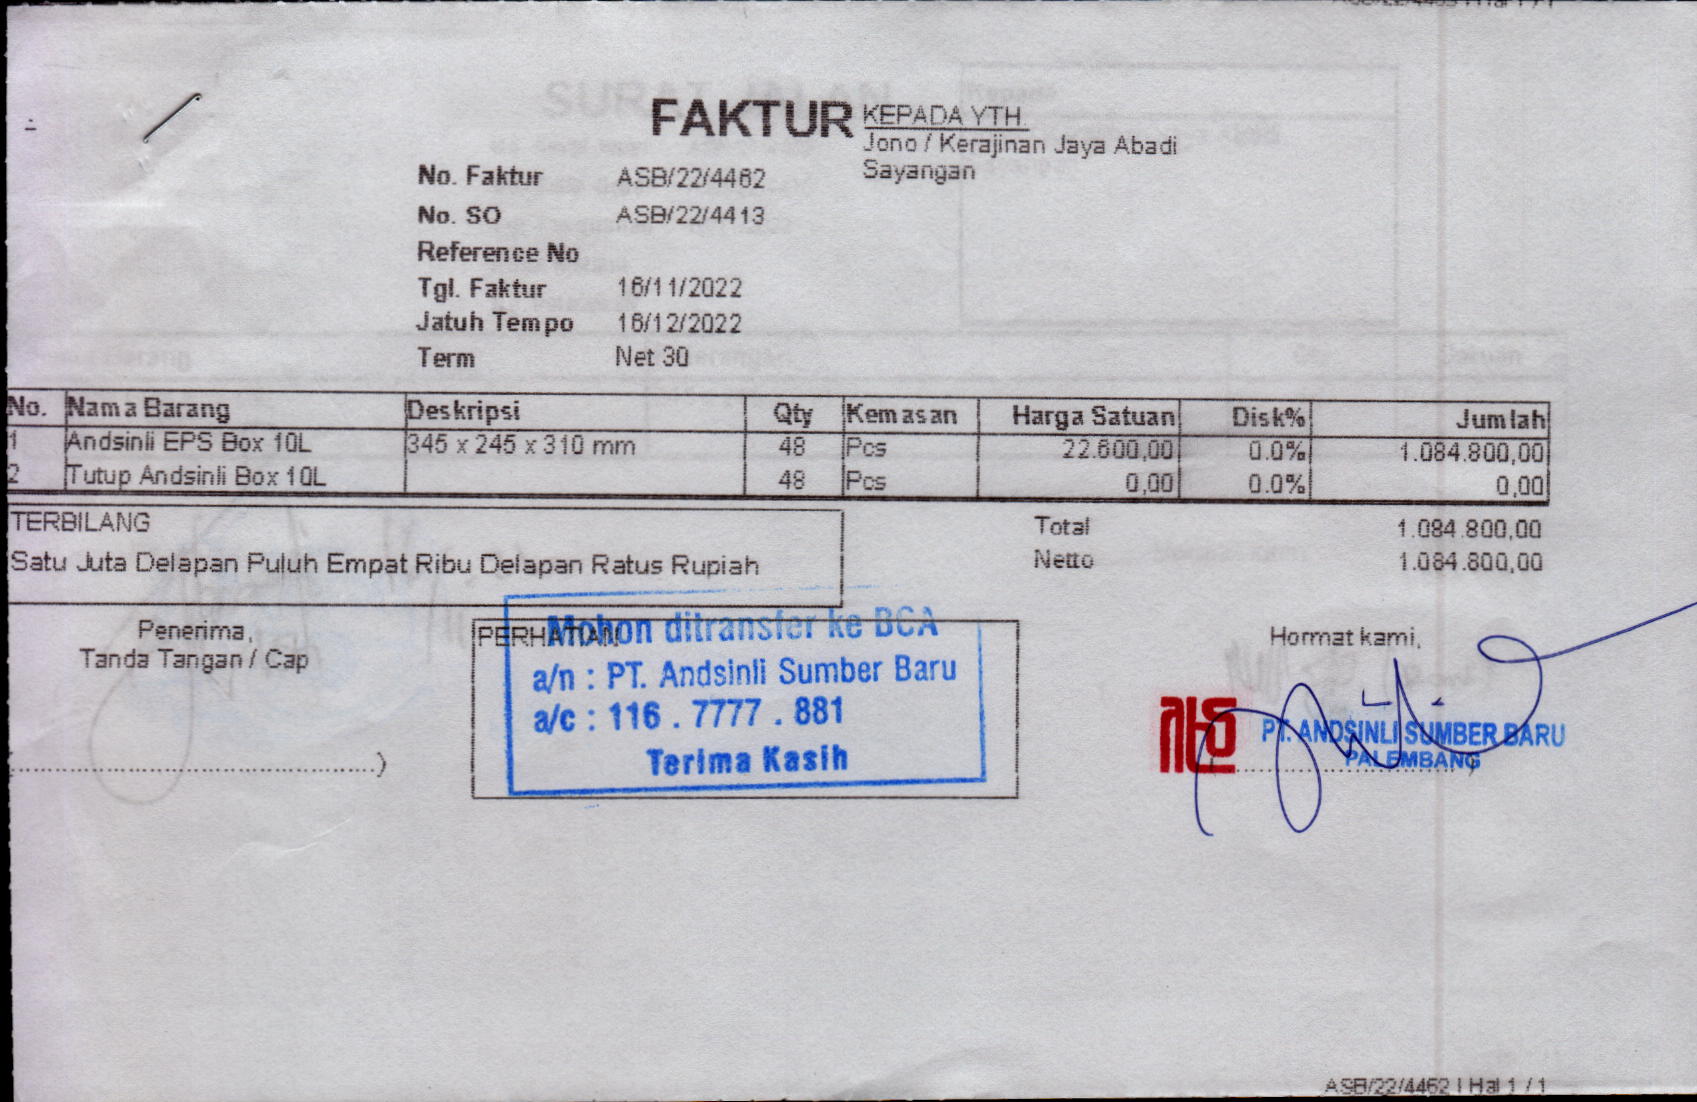 FAKTUR
KEPADA YTH.
Jono / Kerajinan Jaya Abadi
Sayangan
No. Faktur ASB/22/4462
No. SO ASB/22/4413
Reference No
Tgl. Faktur 16/11/2022
Jatuh Tempo 16/12/2022
Term Net 30
No. Nama Barang Deskripsi Qty Kemasan Harga Satuan Disk% Jumlah
1 Andsinli EPS Box 10L 345 x 245 x 310 mm 48 Pcs 22.600,00 0.0% 1.084.800,00
2 Tutup Andsinli Box 10L 48 Pcs 0,00 0.0% 0,00
TERBILANG
Satu Juta Delapan Puluh Empat Ribu Delapan Ratus Rupiah
Total 1.084.800,00
Netto 1.084.800,00
Penerima,
Tanda Tangan / Cap
(..............................................)
PERHATIAN
Mohon ditransfer ke BCA
a/n : PT. Andsinli Sumber Baru
a/c : 116 . 7777 . 881
Terima Kasih
Hormat kami,
PT. ANDSINLI SUMBER BARU
PALEMBANG
ASB/22/4462 | Hal 1 / 1